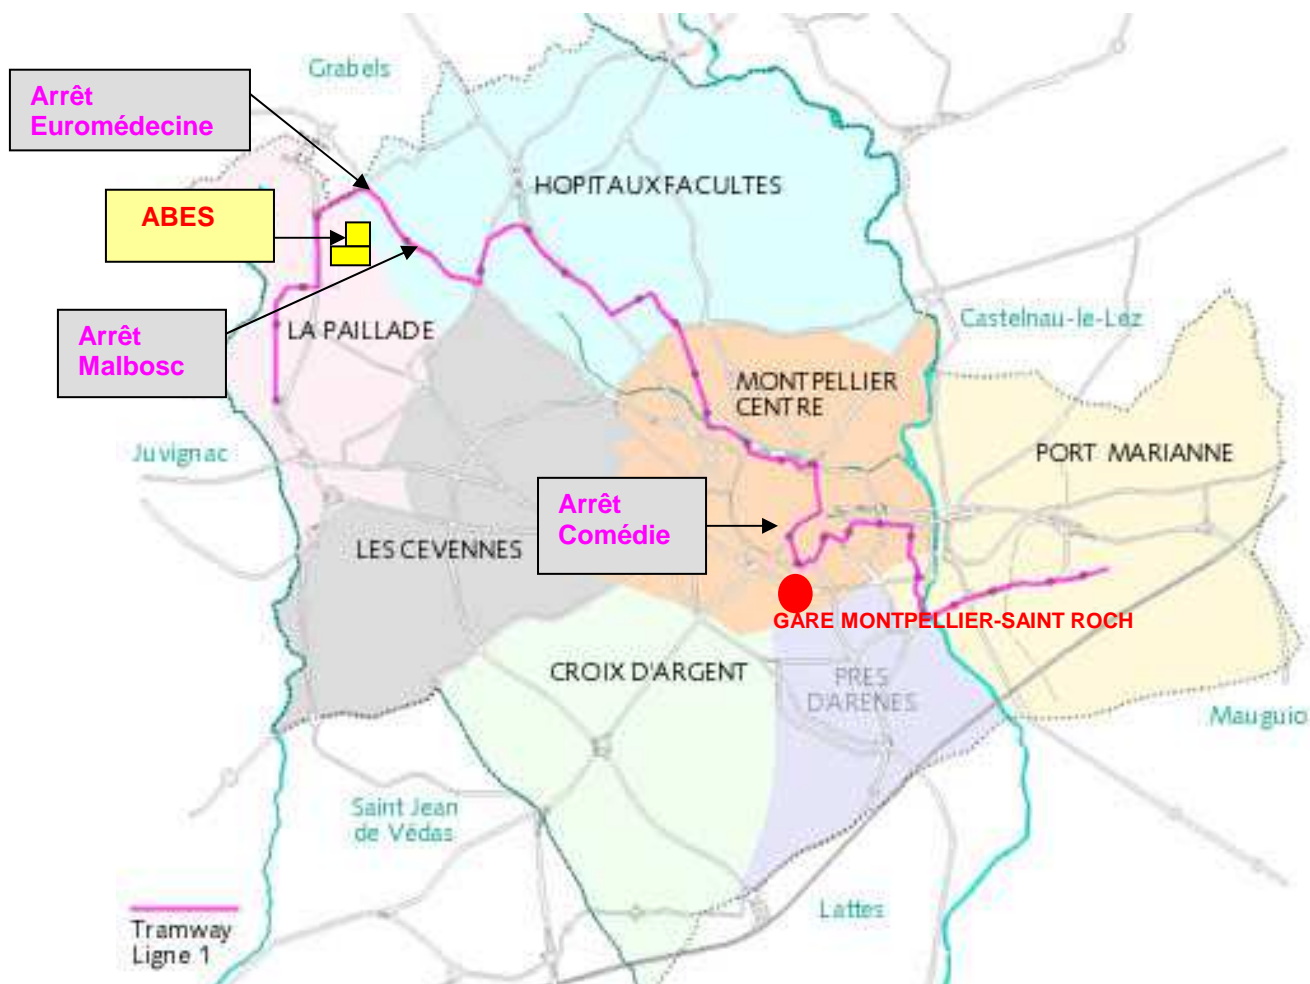 Grabels
Arrêt
Euromédecine
HOPITAUX FACULTES
ABES
Castelnau-le-Lez
LA PAILLADE
Arrêt
Malbosc
MONTPELLIER
CENTRE
Juvignac
PORT MARIANNE
Arrêt
Comédie
LES CEVENNES
GARE MONTPELLIER-SAINT ROCH
CROIX D'ARGENT
PRES
D'ARENES
Mauguio
Saint Jean
de Védas
Lattes
Tramway
Ligne 1